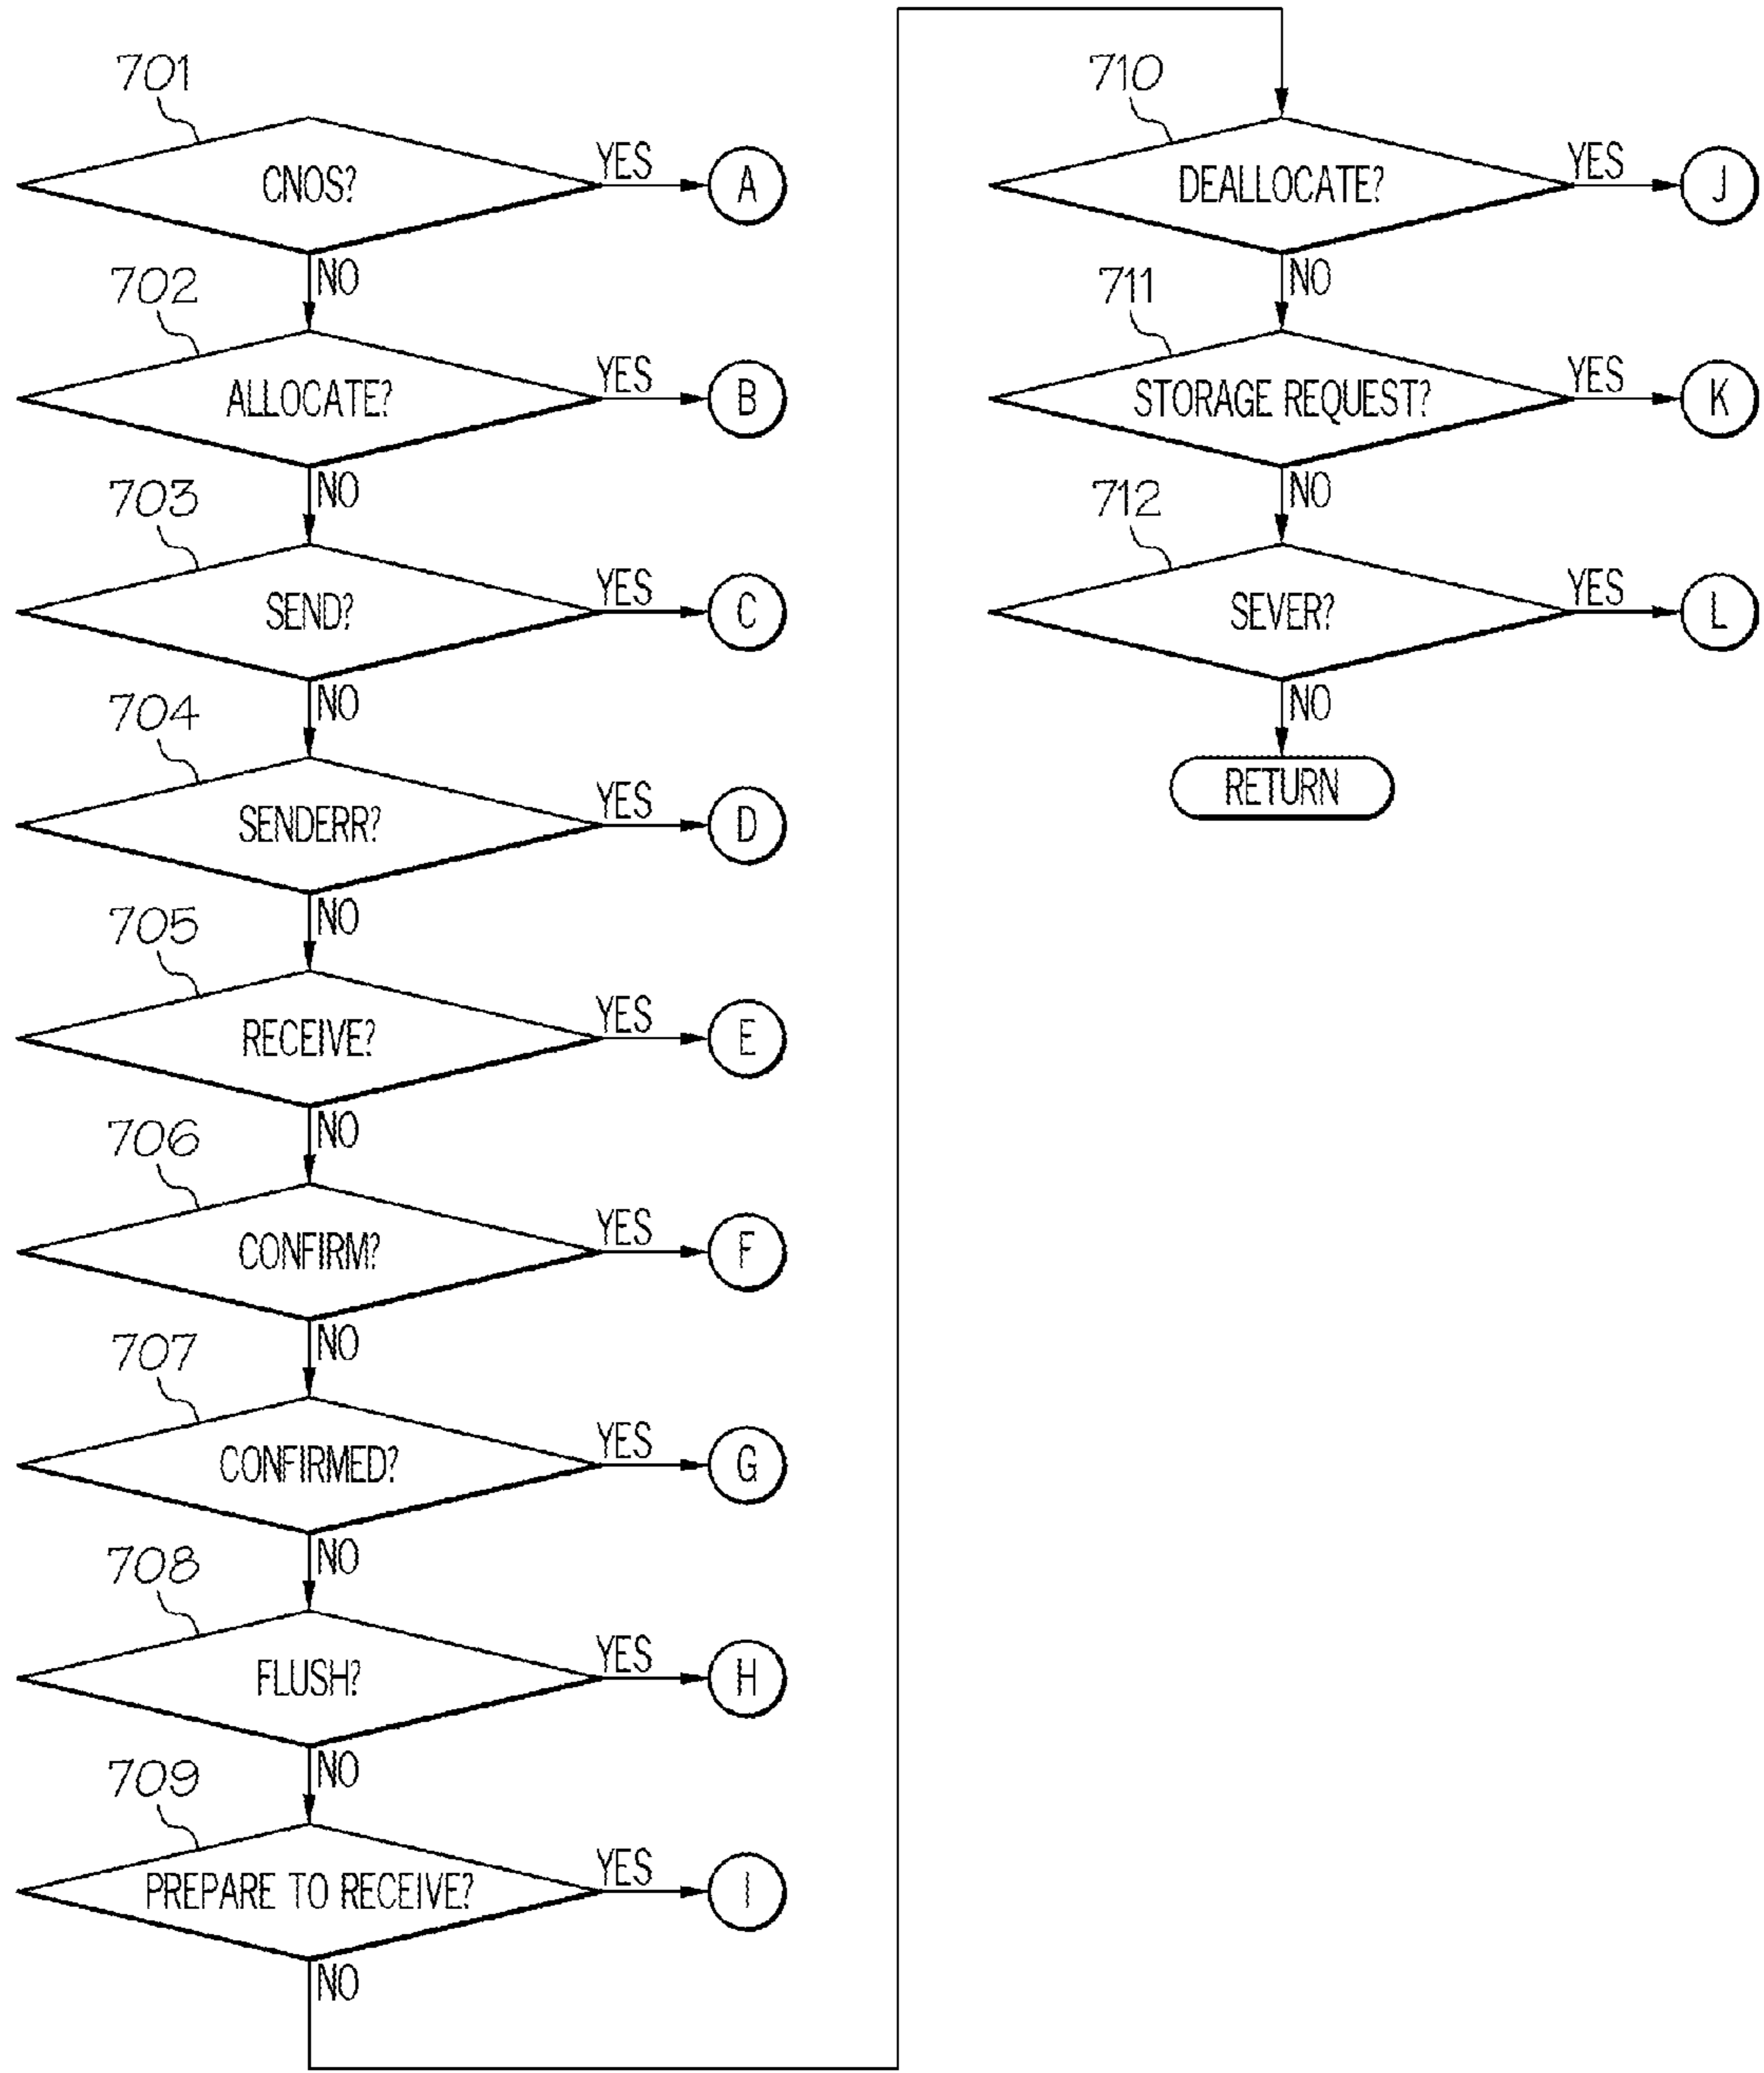 701
CNOS?
YES
A
NO
702
ALLOCATE?
YES
B
NO
703
SEND?
YES
C
NO
704
SENDERR?
YES
D
NO
705
RECEIVE?
YES
E
NO
706
CONFIRM?
YES
F
NO
707
CONFIRMED?
YES
G
NO
708
FLUSH?
YES
H
NO
709
PREPARE TO RECEIVE?
YES
I
NO
710
DEALLOCATE?
YES
J
NO
711
STORAGE REQUEST?
YES
K
NO
712
SEVER?
YES
L
NO
RETURN